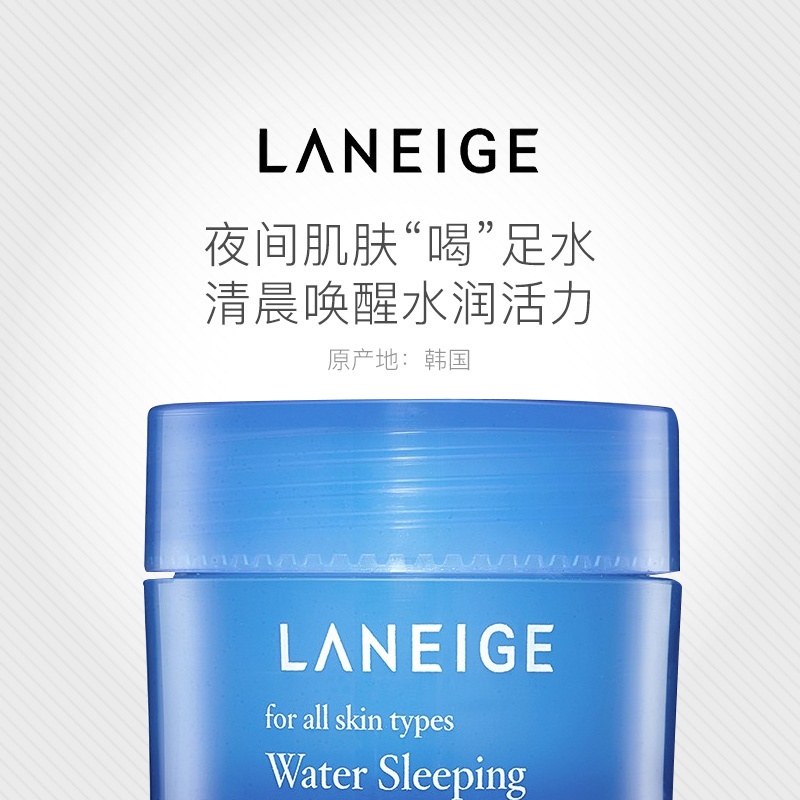 LANEIGE
夜间肌肤“喝”足水
清晨唤醒水润活力
原产地：韩国
LANEIGE
for all skin types
Water Sleeping